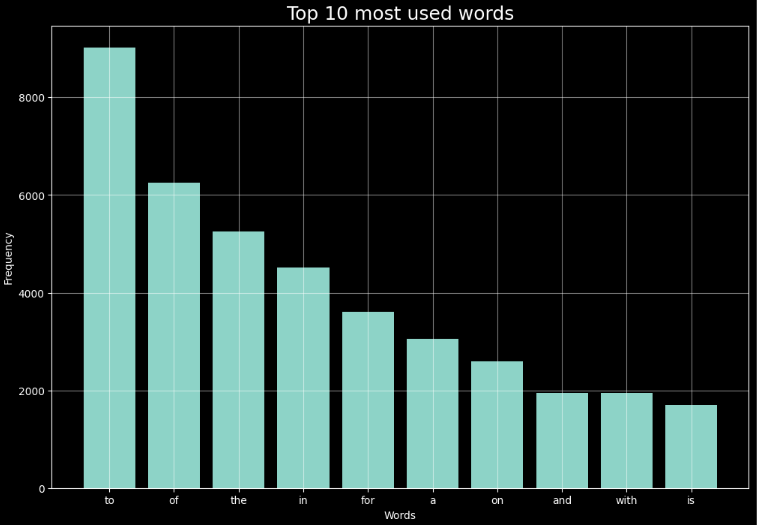 Top 10 most used words
8000
6000
4000
2000
0
Frequency
to of the in for a on and with is
Words